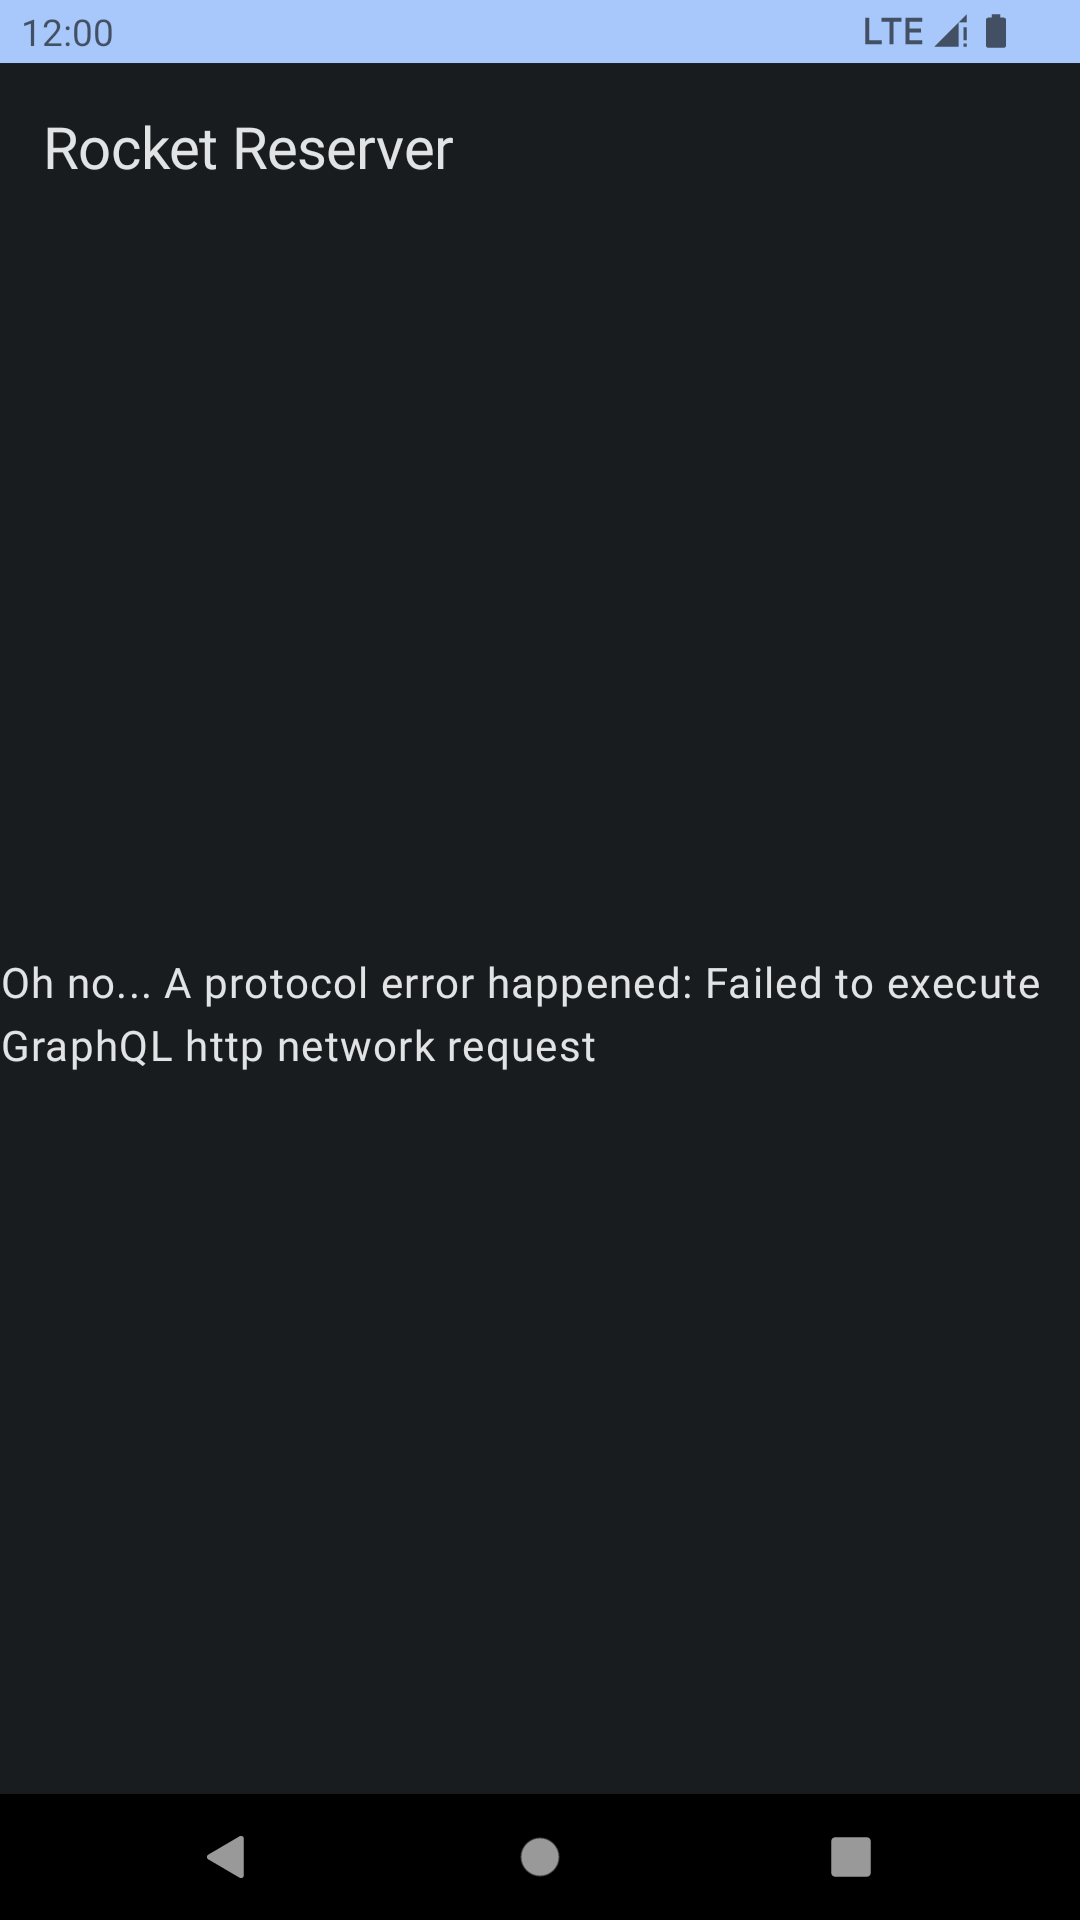 12:00
LTE
Rocket Reserver
Oh no... A protocol error happened: Failed to execute
GraphQL http network request